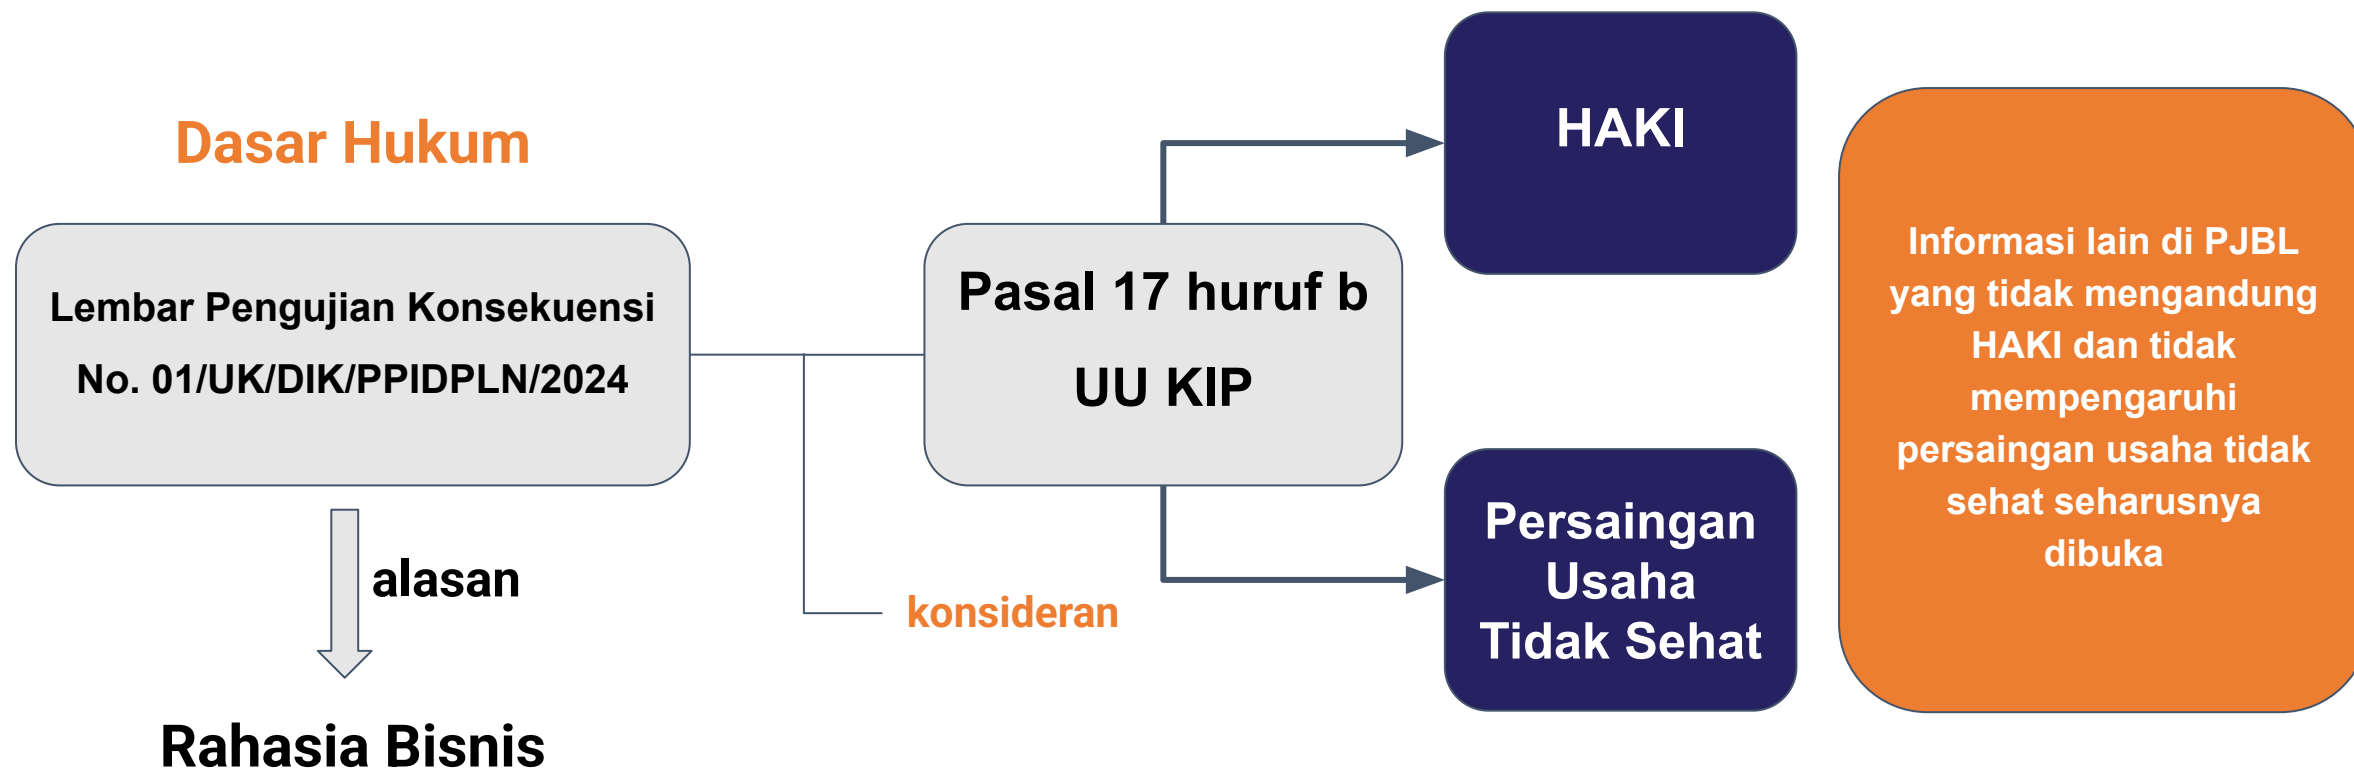 Dasar Hukum
Lembar Pengujian Konsekuensi
No. 01/UK/DIK/PPIDPLN/2024
alasan
Rahasia Bisnis
konsideran
Pasal 17 huruf b
UU KIP
HAKI
Persaingan
Usaha
Tidak Sehat
Informasi lain di PJBL
yang tidak mengandung
HAKI dan tidak
mempengaruhi
persaingan usaha tidak
sehat seharusnya
dibuka